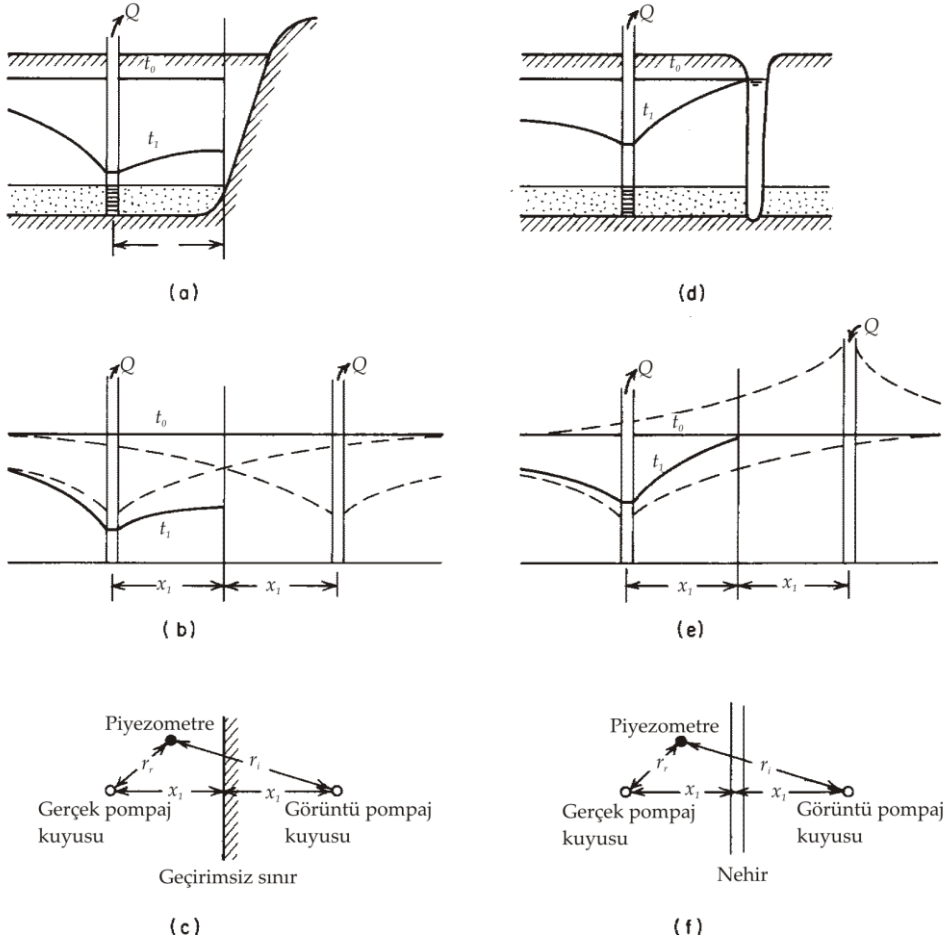 Q
t₀
t₁
(a)
Q
t₀
t₁
x₁
x₁
Q
(b)
Piyezometre
rᵣ
rᵢ
x₁
x₁
Gerçek pompaj
kuyusu
Görüntü pompaj
kuyusu
Geçirimsiz sınır
(c)
Q
t₀
t₁
(d)
Q
Q
t₀
t₁
x₁
x₁
(e)
Piyezometre
rᵣ
rᵢ
x₁
x₁
Gerçek pompaj
kuyusu
Görüntü pompaj
kuyusu
Nehir
(f)